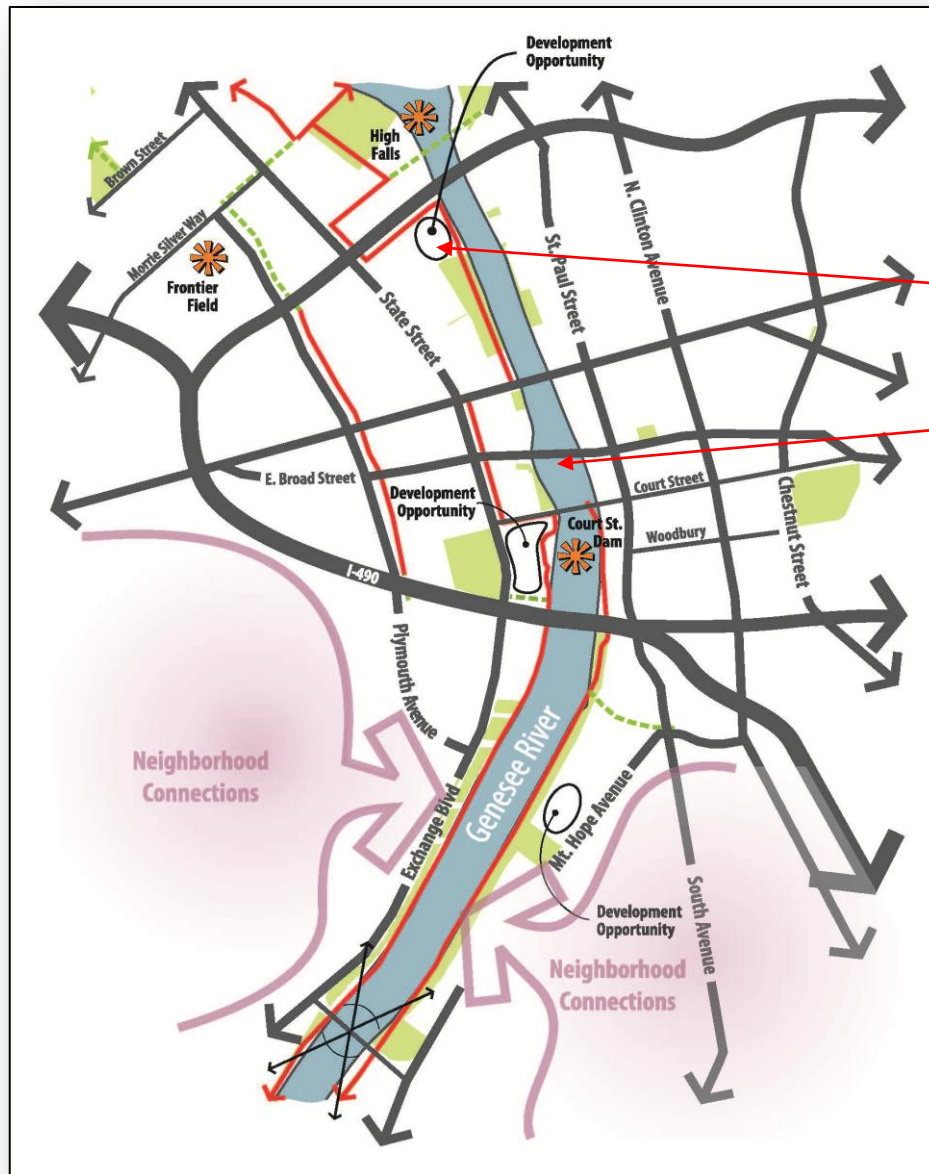 Development
Opportunity
High
Falls
Brown Street
Morrie Silver Way
Frontier
Field
State Street
St. Paul Street
N. Clinton Avenue
E. Broad Street
Development
Opportunity
Court St.
Dam
Court Street
Woodbury
Chestnut Street
I-490
Plymouth Avenue
Neighborhood
Connections
Exchange Blvd
Genesee River
Mt. Hope Avenue
South Avenue
Development
Opportunity
Neighborhood
Connections